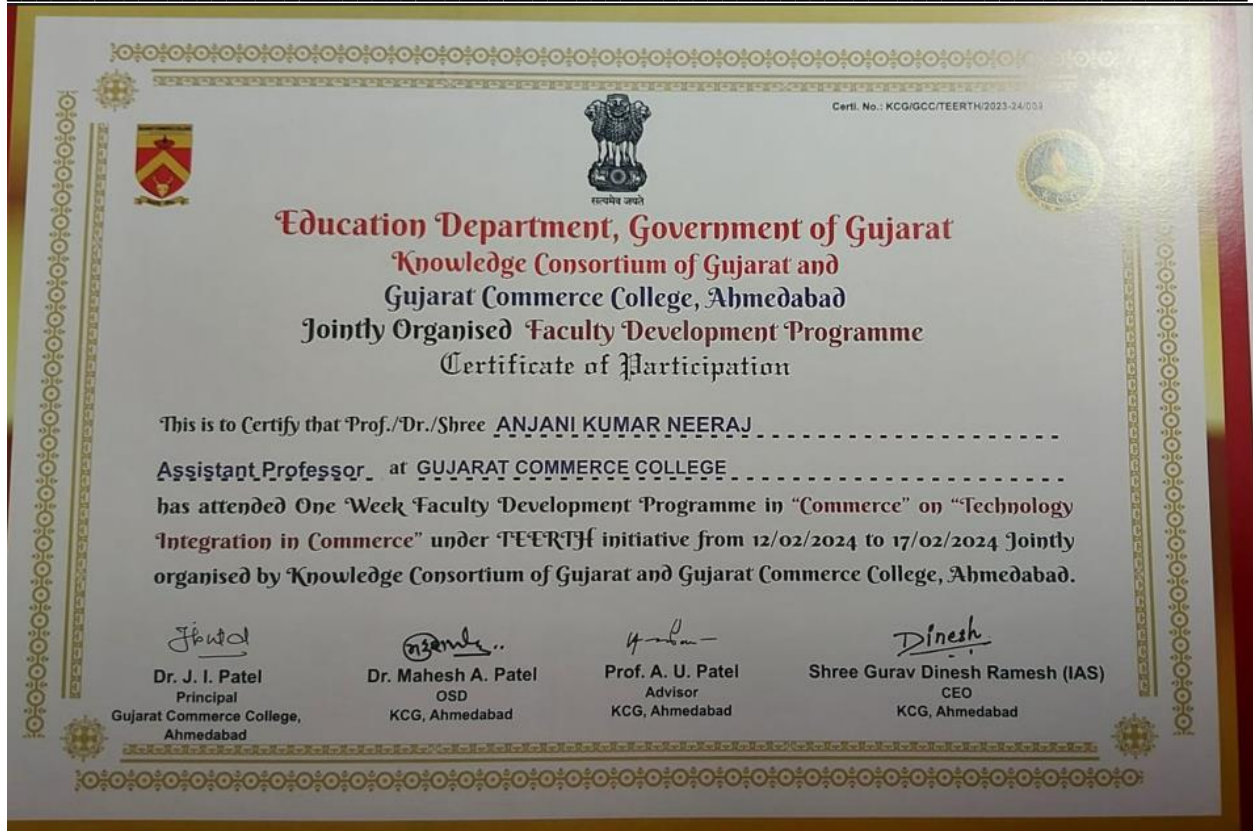 Certi. No.: KCG/GCC/TEERTH/2023-24/
सत्यमेव जयते
Education Department, Government of Gujarat
Knowledge Consortium of Gujarat and
Gujarat Commerce College, Ahmedabad
Jointly Organised Faculty Development Programme
Certificate of Participation
This is to Certify that Prof./Dr./Shree ANJANI KUMAR NEERAJ
Assistant Professor at GUJARAT COMMERCE COLLEGE
has attended One Week Faculty Development Programme in “Commerce” on “Technology
Integration in Commerce” under TEERTH initiative from 12/02/2024 to 17/02/2024 Jointly
organised by Knowledge Consortium of Gujarat and Gujarat Commerce College, Ahmedabad.
Dinesh
Dr. J. I. Patel
Principal
Gujarat Commerce College,
Ahmedabad
Dr. Mahesh A. Patel
OSD
KCG, Ahmedabad
Prof. A. U. Patel
Advisor
KCG, Ahmedabad
Shree Gurav Dinesh Ramesh (IAS)
CEO
KCG, Ahmedabad